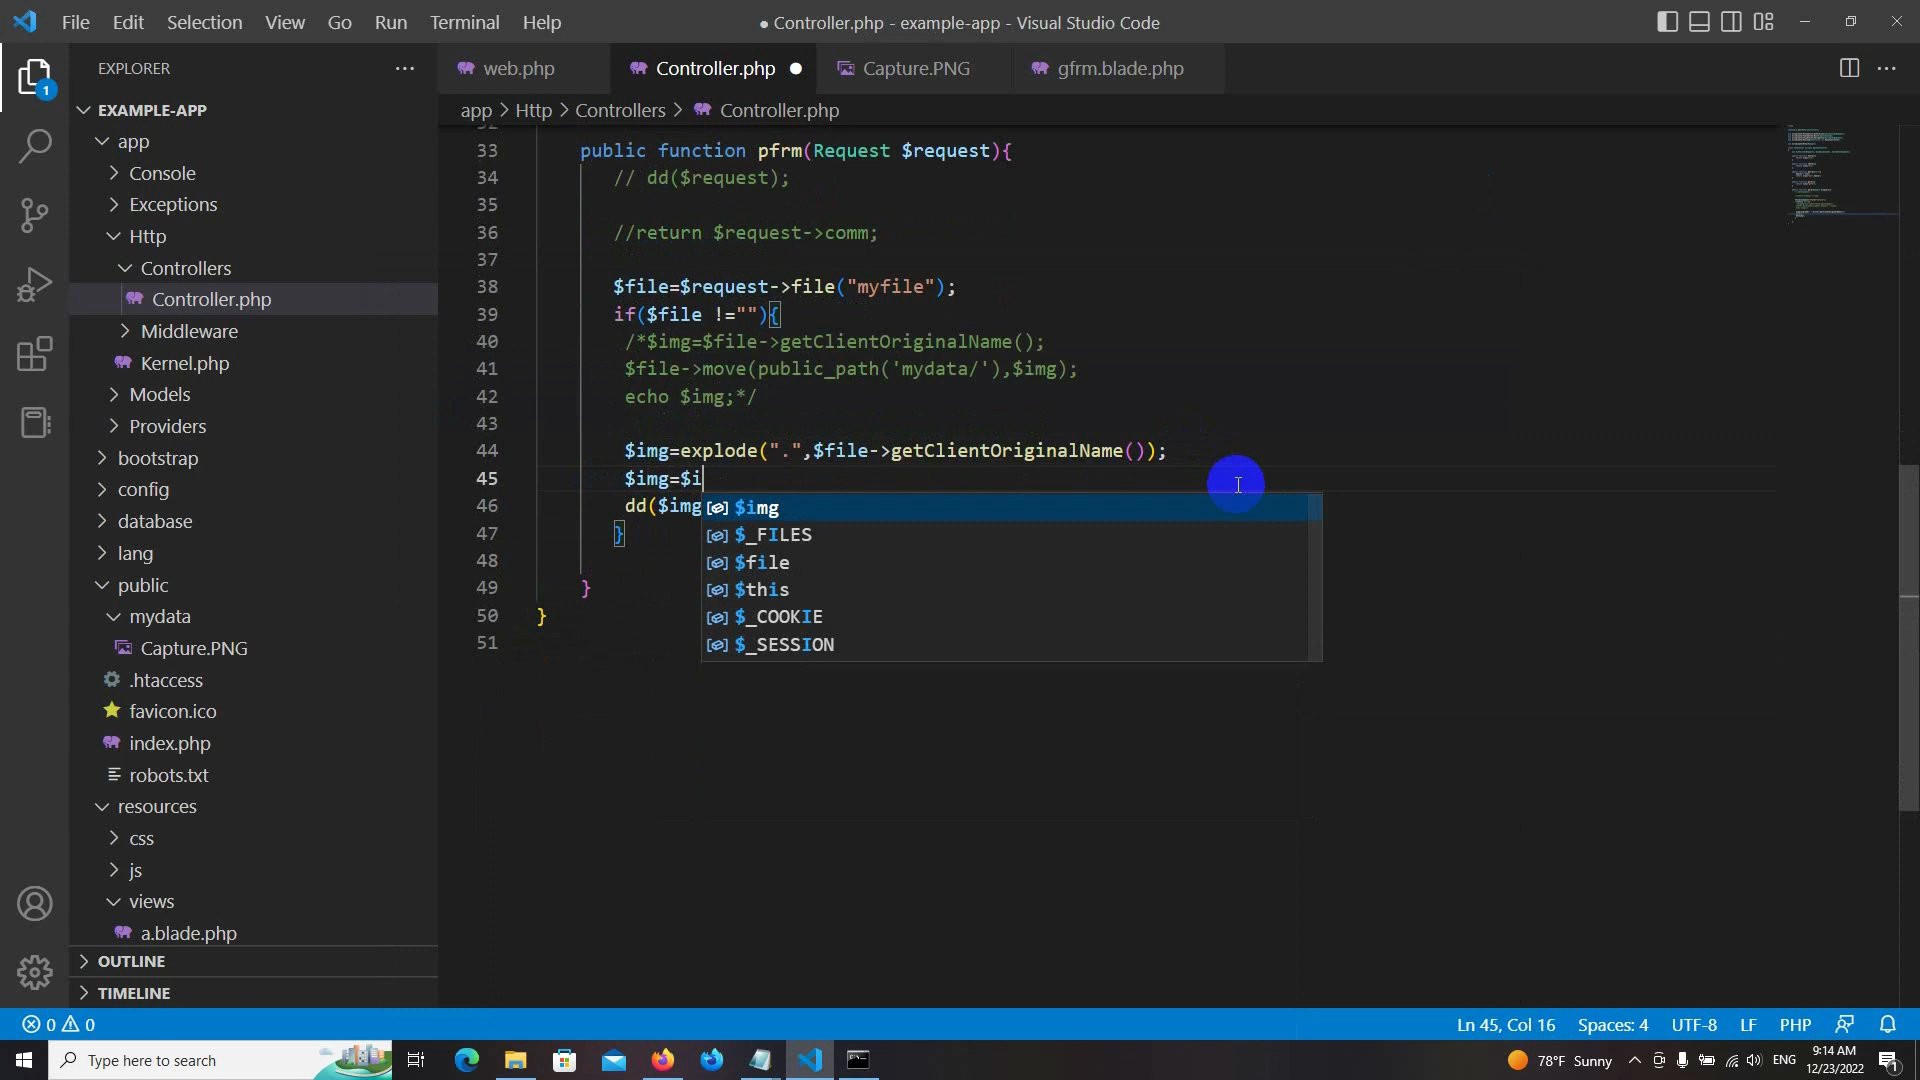 File Edit Selection View Go Run Terminal Help
● Controller.php - example-app - Visual Studio Code
EXPLORER
web.php
Controller.php
Capture.PNG
gfrm.blade.php
1
EXAMPLE-APP
app > Http > Controllers > Controller.php
app
Console
Exceptions
Http
Controllers
Controller.php
Middleware
Kernel.php
Models
Providers
bootstrap
config
database
lang
public
mydata
Capture.PNG
.htaccess
favicon.ico
index.php
robots.txt
resources
css
js
views
a.blade.php
OUTLINE
TIMELINE
32
33 public function pfrm(Request $request){
34 // dd($request);
35
36 //return $request->comm;
37
38 $file=$request->file("myfile");
39 if($file !=""){
40 /*$img=$file->getClientOriginalName();
41 $file->move(public_path('mydata/'),$img);
42 echo $img;*/
43
44 $img=explode(".",$file->getClientOriginalName());
45 $img=$i
46 dd($img
47 }
48
49 }
50 }
51
$img
$_FILES
$file
$this
$_COOKIE
$_SESSION
0 0
Ln 45, Col 16 Spaces: 4 UTF-8 LF PHP
Type here to search
78°F Sunny
ENG
9:14 AM
12/23/2022
1